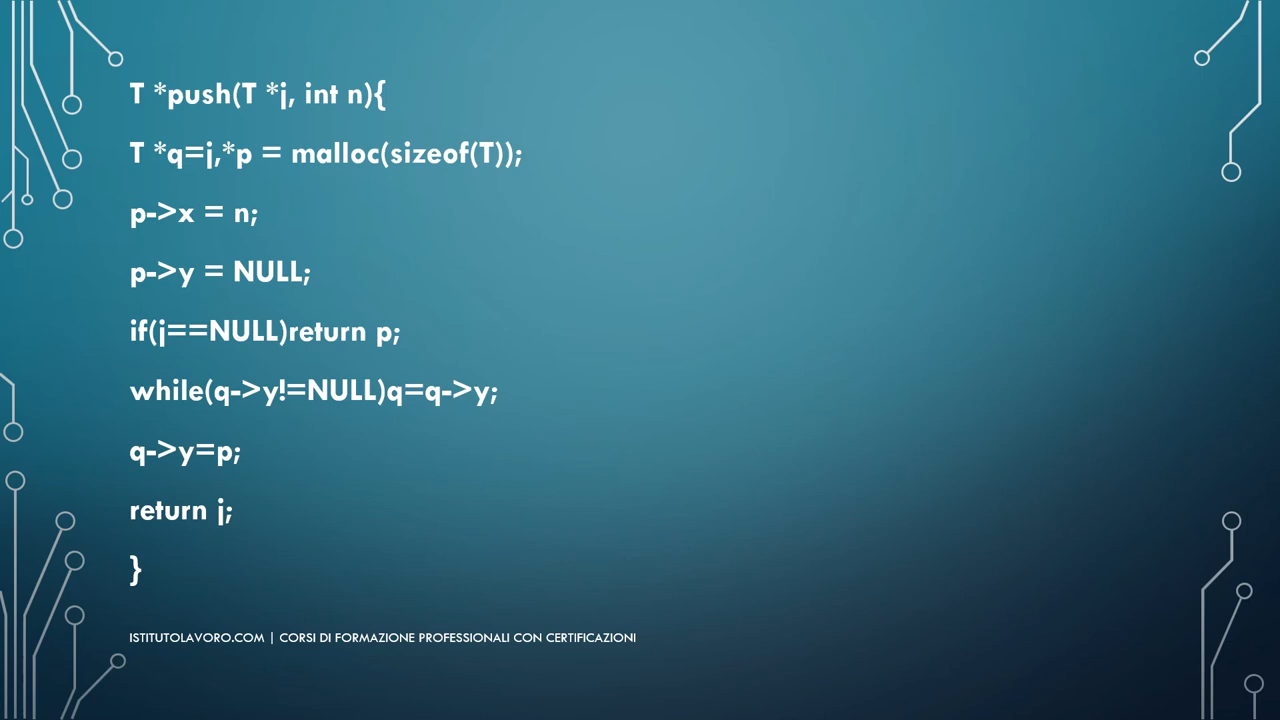 T *push(T *j, int n){
T *q=j,*p = malloc(sizeof(T));
p->x = n;
p->y = NULL;
if(j==NULL)return p;
while(q->y!=NULL)q=q->y;
q->y=p;
return j;
}
ISTITUTOLAVORO.COM | CORSI DI FORMAZIONE PROFESSIONALI CON CERTIFICAZIONI